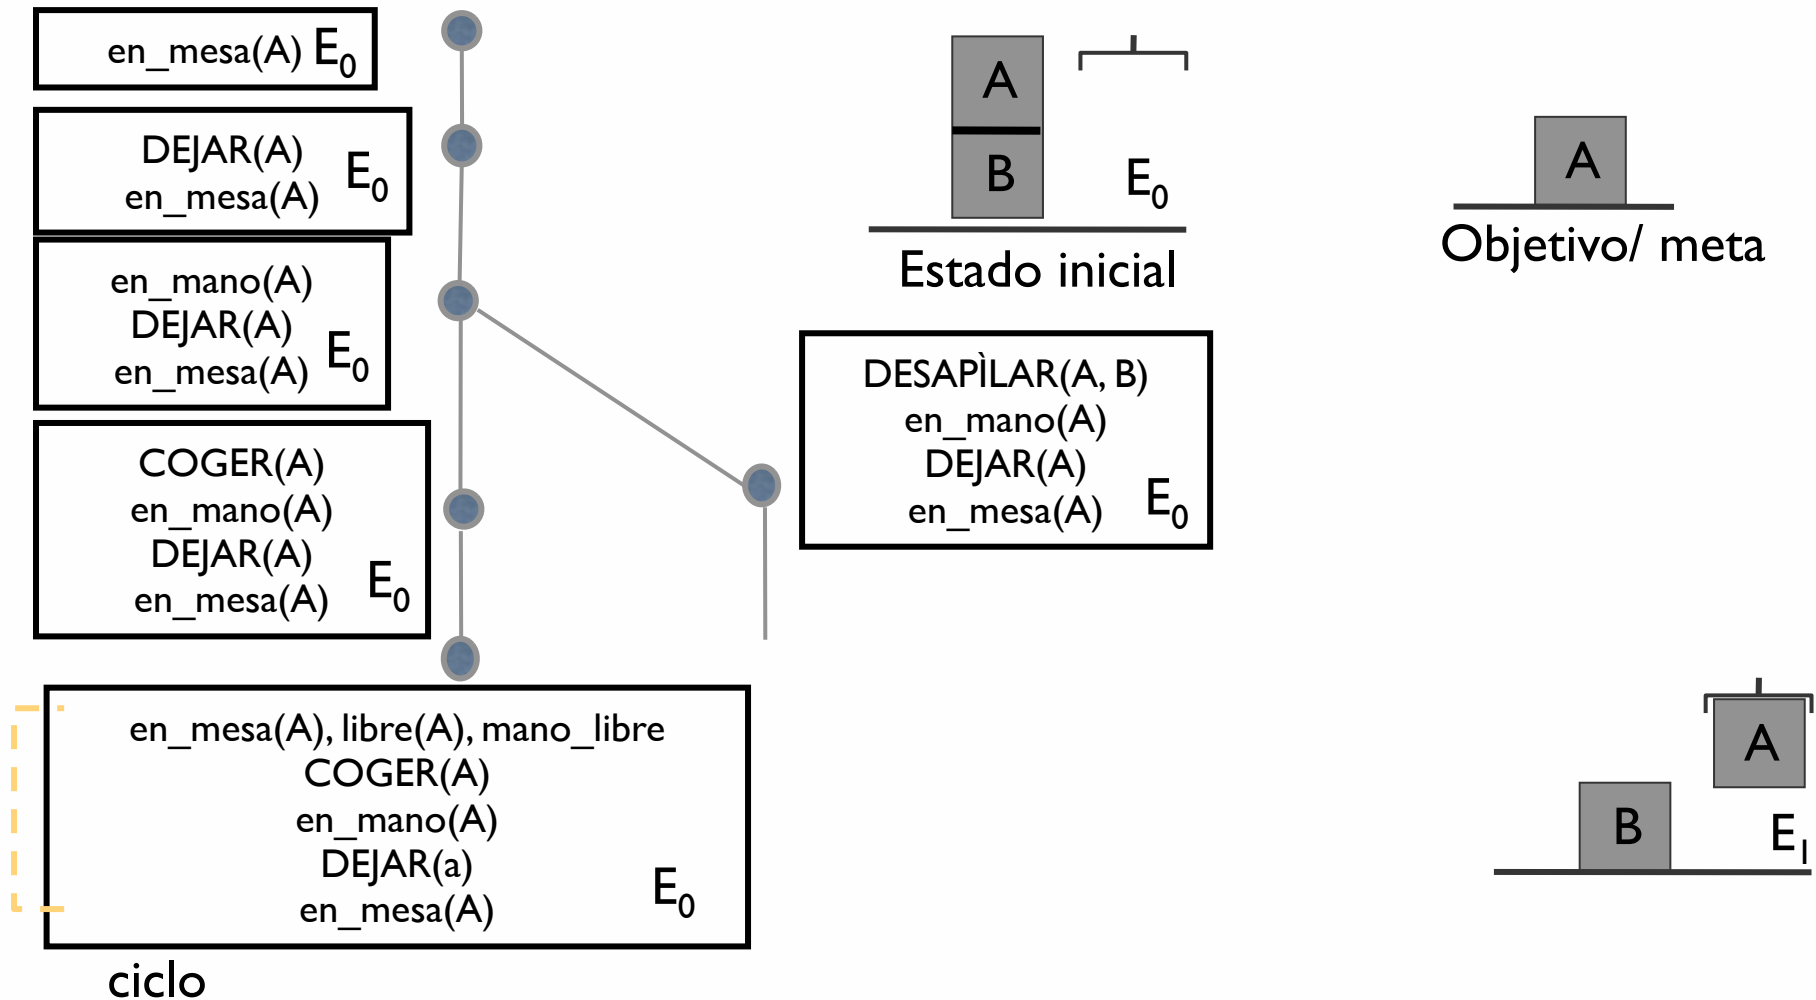 en_mesa(A) E0
DEJAR(A)
en_mesa(A)
E0
en_mano(A)
DEJAR(A)
en_mesa(A)
E0
COGER(A)
en_mano(A)
DEJAR(A)
en_mesa(A)
E0
en_mesa(A), libre(A), mano_libre
COGER(A)
en_mano(A)
DEJAR(a)
en_mesa(A)
E0
ciclo
A
B
E0
Estado inicial
A
Objetivo/ meta
DESAPÌLAR(A, B)
en_mano(A)
DEJAR(A)
en_mesa(A)
E0
A
B
E1